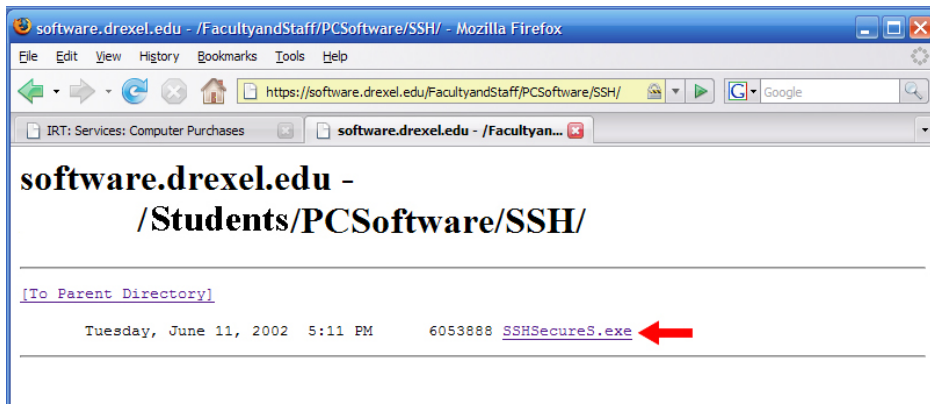 software.drexel.edu - /FacultyandStaff/PCSoftware/SSH/ - Mozilla Firefox
File Edit View History Bookmarks Tools Help
https://software.drexel.edu/FacultyandStaff/PCSoftware/SSH/ G Google
IRT: Services: Computer Purchases software.drexel.edu - /Facultyan...
software.drexel.edu -
/Students/PCSoftware/SSH/
[To Parent Directory]
Tuesday, June 11, 2002 5:11 PM 6053888 SSHSecureS.exe